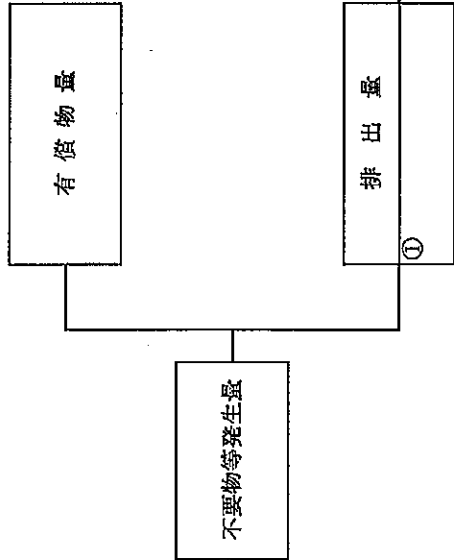 不要物等発生量
有償物量
排出量
①